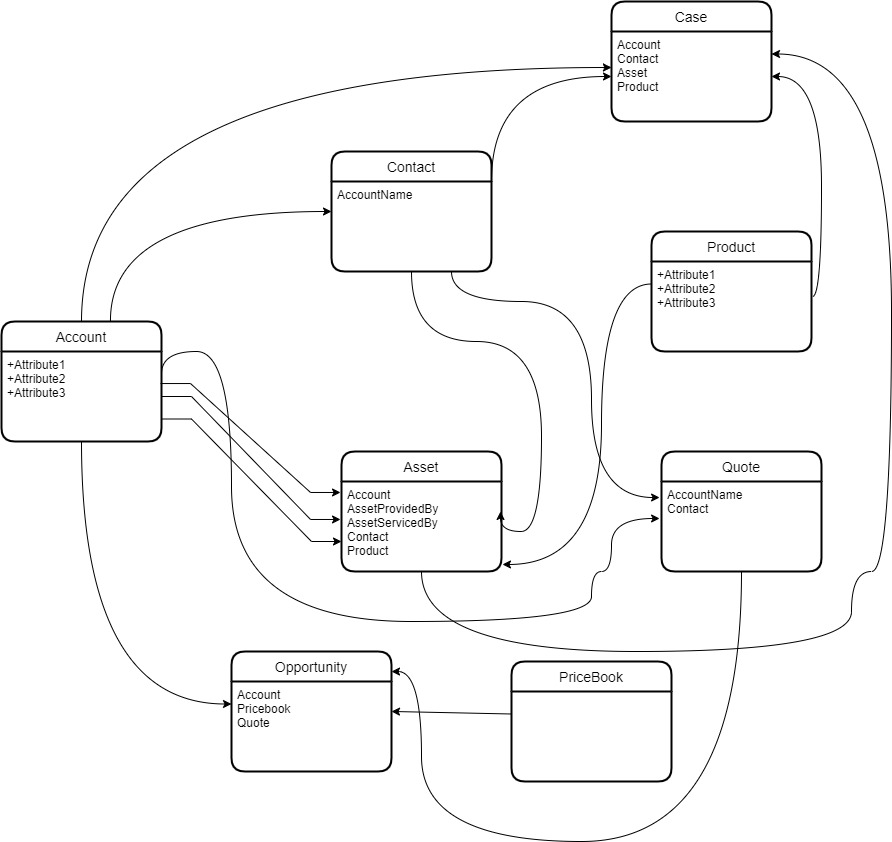 Case
Account
Contact
Asset
Product
Contact
AccountName
Product
+Attribute1
+Attribute2
+Attribute3
Account
+Attribute1
+Attribute2
+Attribute3
Asset
Account
AssetProvidedBy
AssetServicedBy
Contact
Product
Quote
AccountName
Contact
Opportunity
Account
Pricebook
Quote
PriceBook